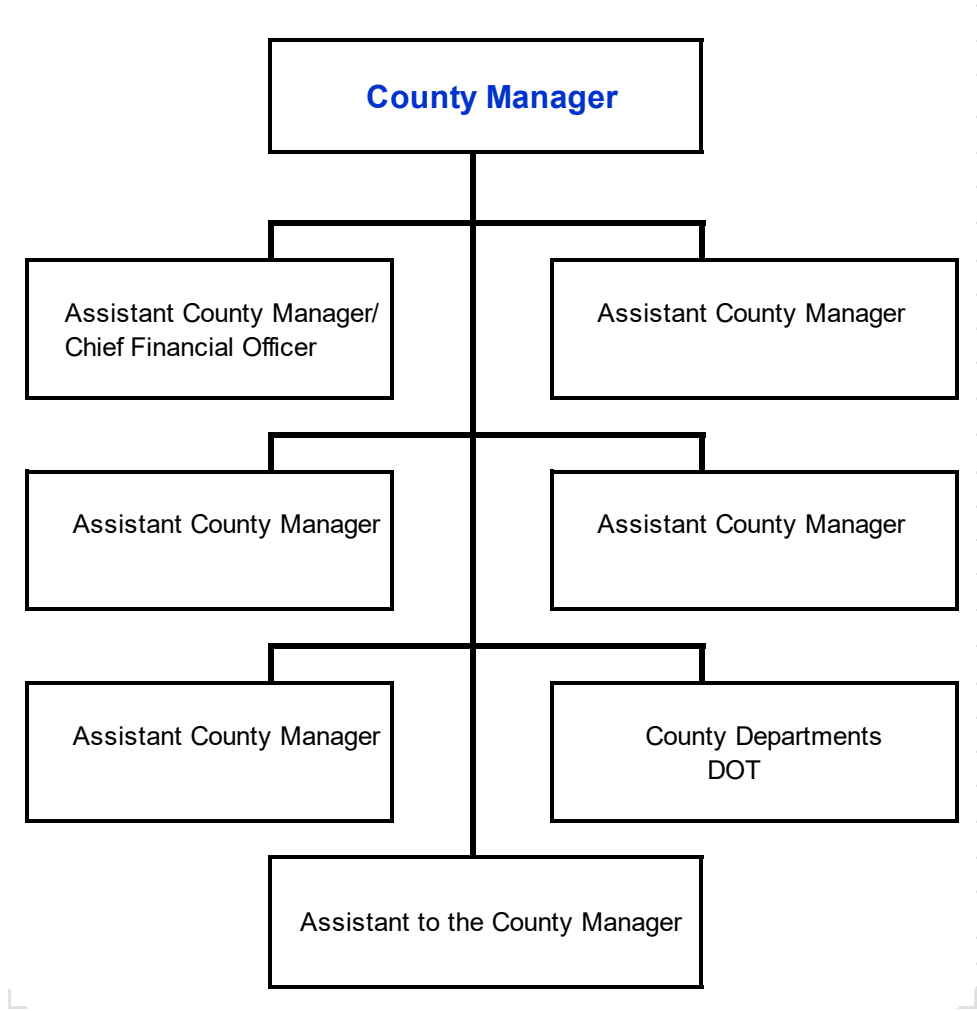 County Manager
Assistant County Manager/
Chief Financial Officer
Assistant County Manager
Assistant County Manager
Assistant County Manager
Assistant County Manager
County Departments
DOT
Assistant to the County Manager